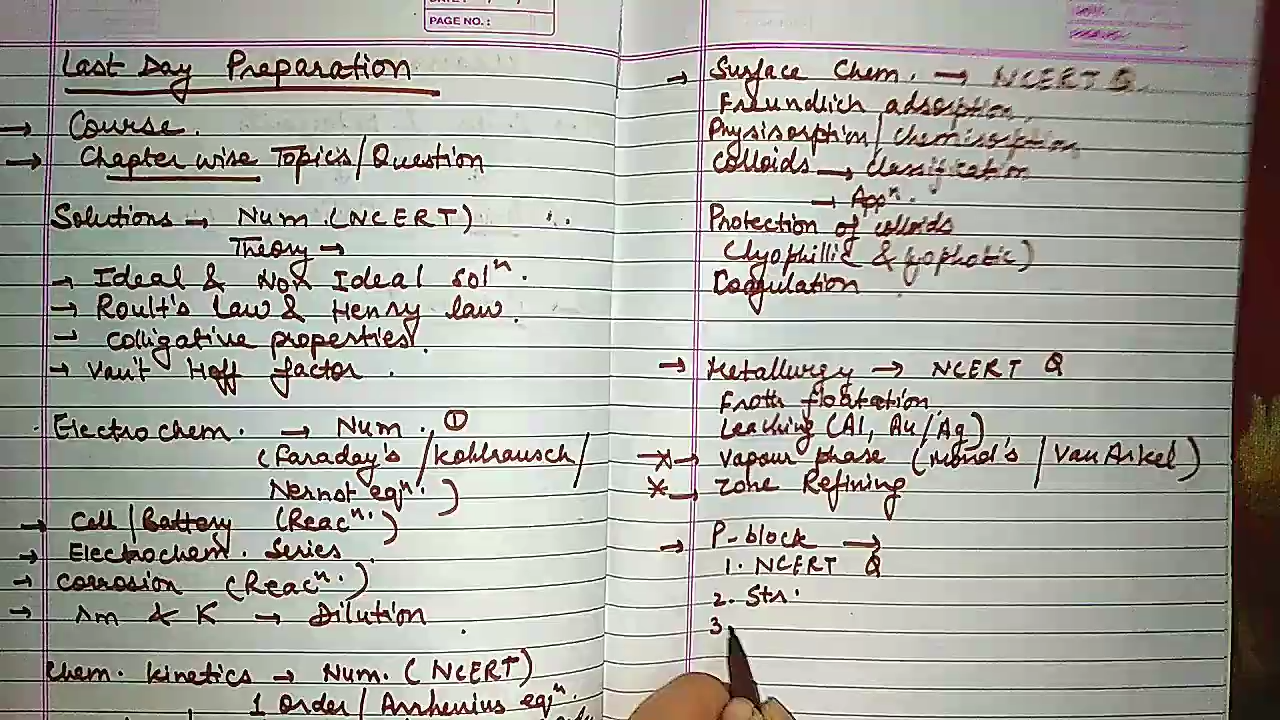 PAGE NO.:
Last Day Preparation
→ Course.
→ Chapter wise Topics/Question
Solutions → Num. (NCERT)
Theory →
→ Ideal & Non Ideal solⁿ.
→ Roult's Law & Henry law.
→ Colligative properties.
→ Van't Hoff factor.
Electrochem. → Num. ①
(Faraday's/Kohlrausch/
Nernst eqⁿ.)
→ Cell/Battery (Reacⁿ.)
→ Electrochem. Series
→ Corrosion (Reacⁿ.)
→ Λm & K → Dilution.
Chem. kinetics → Num. (NCERT)
1 Order/Arrhenius eqⁿ.
→ Surface Chem. → NCERT Q.
Freundlich adsorption.
Physisorption/Chemisorption
Colloids → Classification
→ Appⁿ.
Protection of colloids
(lyophillic &
Coagulation
→ Metallurgy → NCERT Q
Froth floatation
Leaching (Al, Au/Ag)
*→ Vapour phase (Mond's/Van Arkel)
*→ Zone Refining
→ P-block →
1. NCERT Q
2. Str.
3.